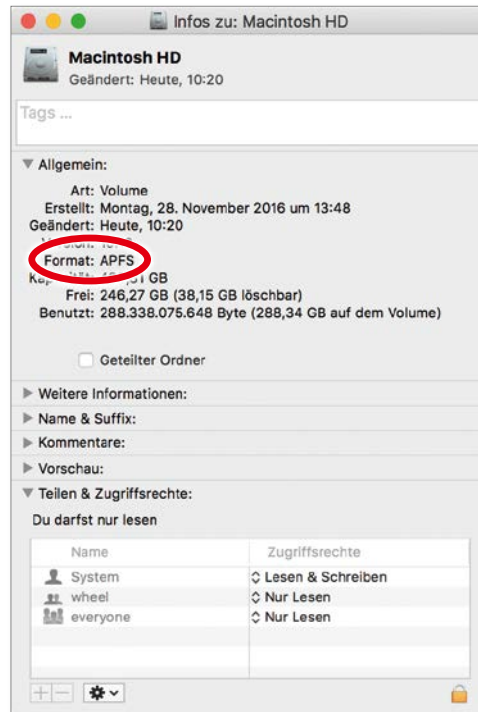 Infos zu: Macintosh HD
Macintosh HD
Geändert: Heute, 10:20
Tags ...
Allgemein:
Art: Volume
Erstellt: Montag, 28. November 2016 um 13:48
Geändert: Heute, 10:20
Format: APFS
GB
Frei: 246,27 GB (38,15 GB löschbar)
Benutzt: 288.338.075.648 Byte (288,34 GB auf dem Volume)
Geteilter Ordner
Weitere Informationen:
Name & Suffix:
Kommentare:
Vorschau:
Teilen & Zugriffsrechte:
Du darfst nur lesen
Name Zugriffsrechte
System Lesen & Schreiben
wheel Nur Lesen
everyone Nur Lesen